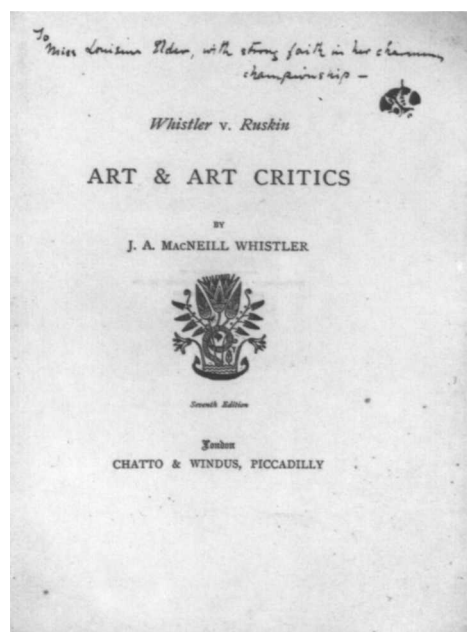 To
Miss Louisine Elder, with strong faith in her charming
championship —
Whistler v. Ruskin
ART & ART CRITICS
BY
J. A. MacNEILL WHISTLER
Seventh Edition
London
CHATTO & WINDUS, PICCADILLY